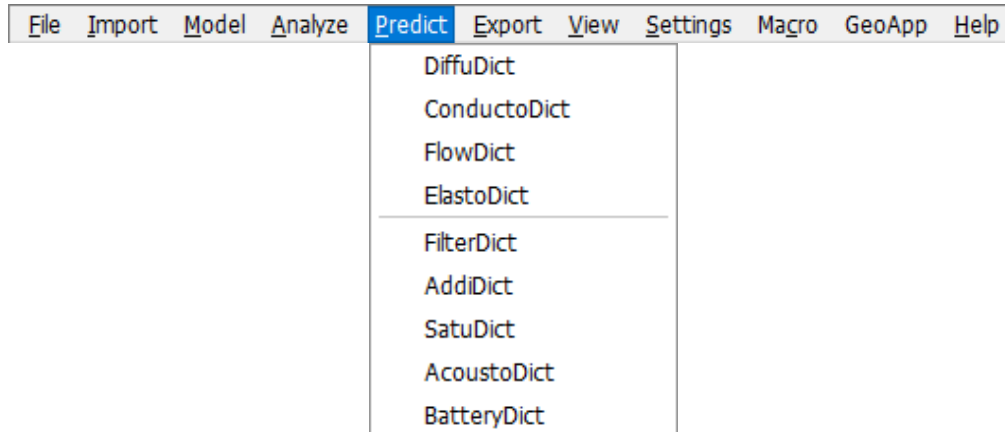 File Import Model Analyze Predict Export View Settings Macro GeoApp Help
DiffuDict
ConductoDict
FlowDict
ElastoDict
FilterDict
AddiDict
SatuDict
AcoustoDict
BatteryDict